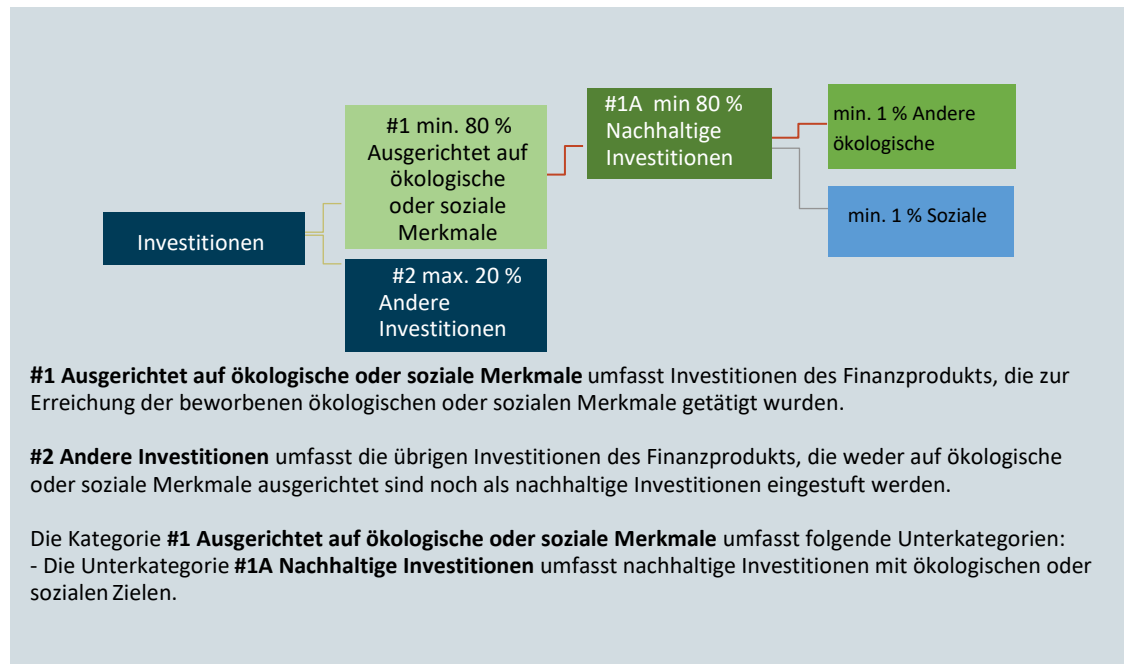 Investitionen
#1 min. 80 %
Ausgerichtet auf
ökologische
oder soziale
Merkmale
#2 max. 20 %
Andere
Investitionen
#1A min 80 %
Nachhaltige
Investitionen
min. 1 % Andere
ökologische
min. 1 % Soziale
#1 Ausgerichtet auf ökologische oder soziale Merkmale umfasst Investitionen des Finanzprodukts, die zur
Erreichung der beworbenen ökologischen oder sozialen Merkmale getätigt wurden.
#2 Andere Investitionen umfasst die übrigen Investitionen des Finanzprodukts, die weder auf ökologische
oder soziale Merkmale ausgerichtet sind noch als nachhaltige Investitionen eingestuft werden.
Die Kategorie #1 Ausgerichtet auf ökologische oder soziale Merkmale umfasst folgende Unterkategorien:
- Die Unterkategorie #1A Nachhaltige Investitionen umfasst nachhaltige Investitionen mit ökologischen oder
sozialen Zielen.